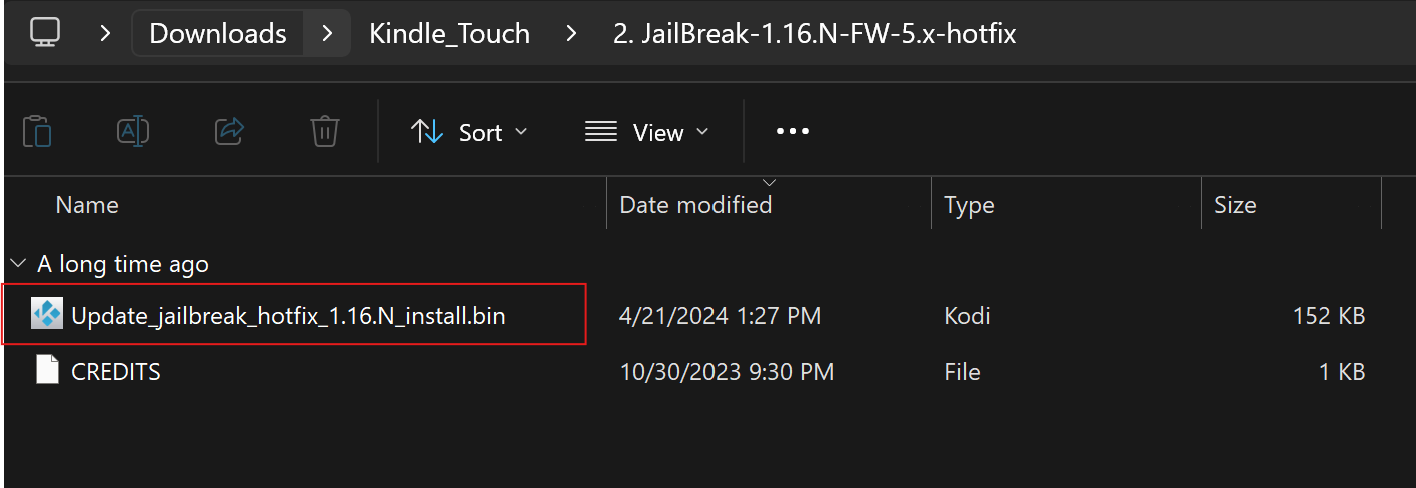 Downloads Kindle_Touch 2. JailBreak-1.16.N-FW-5.x-hotfix
Sort View
Name Date modified Type Size
A long time ago
Update_jailbreak_hotfix_1.16.N_install.bin 4/21/2024 1:27 PM Kodi 152 KB
CREDITS 10/30/2023 9:30 PM File 1 KB